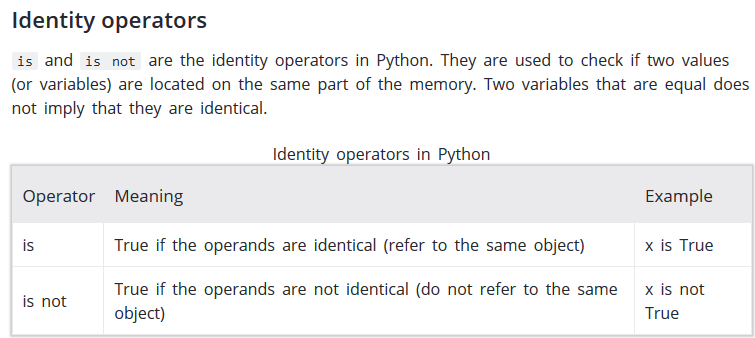 Identity operators
is and is not are the identity operators in Python. They are used to check if two values
(or variables) are located on the same part of the memory. Two variables that are equal does
not imply that they are identical.
Identity operators in Python
Operator Meaning Example
is True if the operands are identical (refer to the same object) x is True
is not True if the operands are not identical (do not refer to the same
object) x is not
True